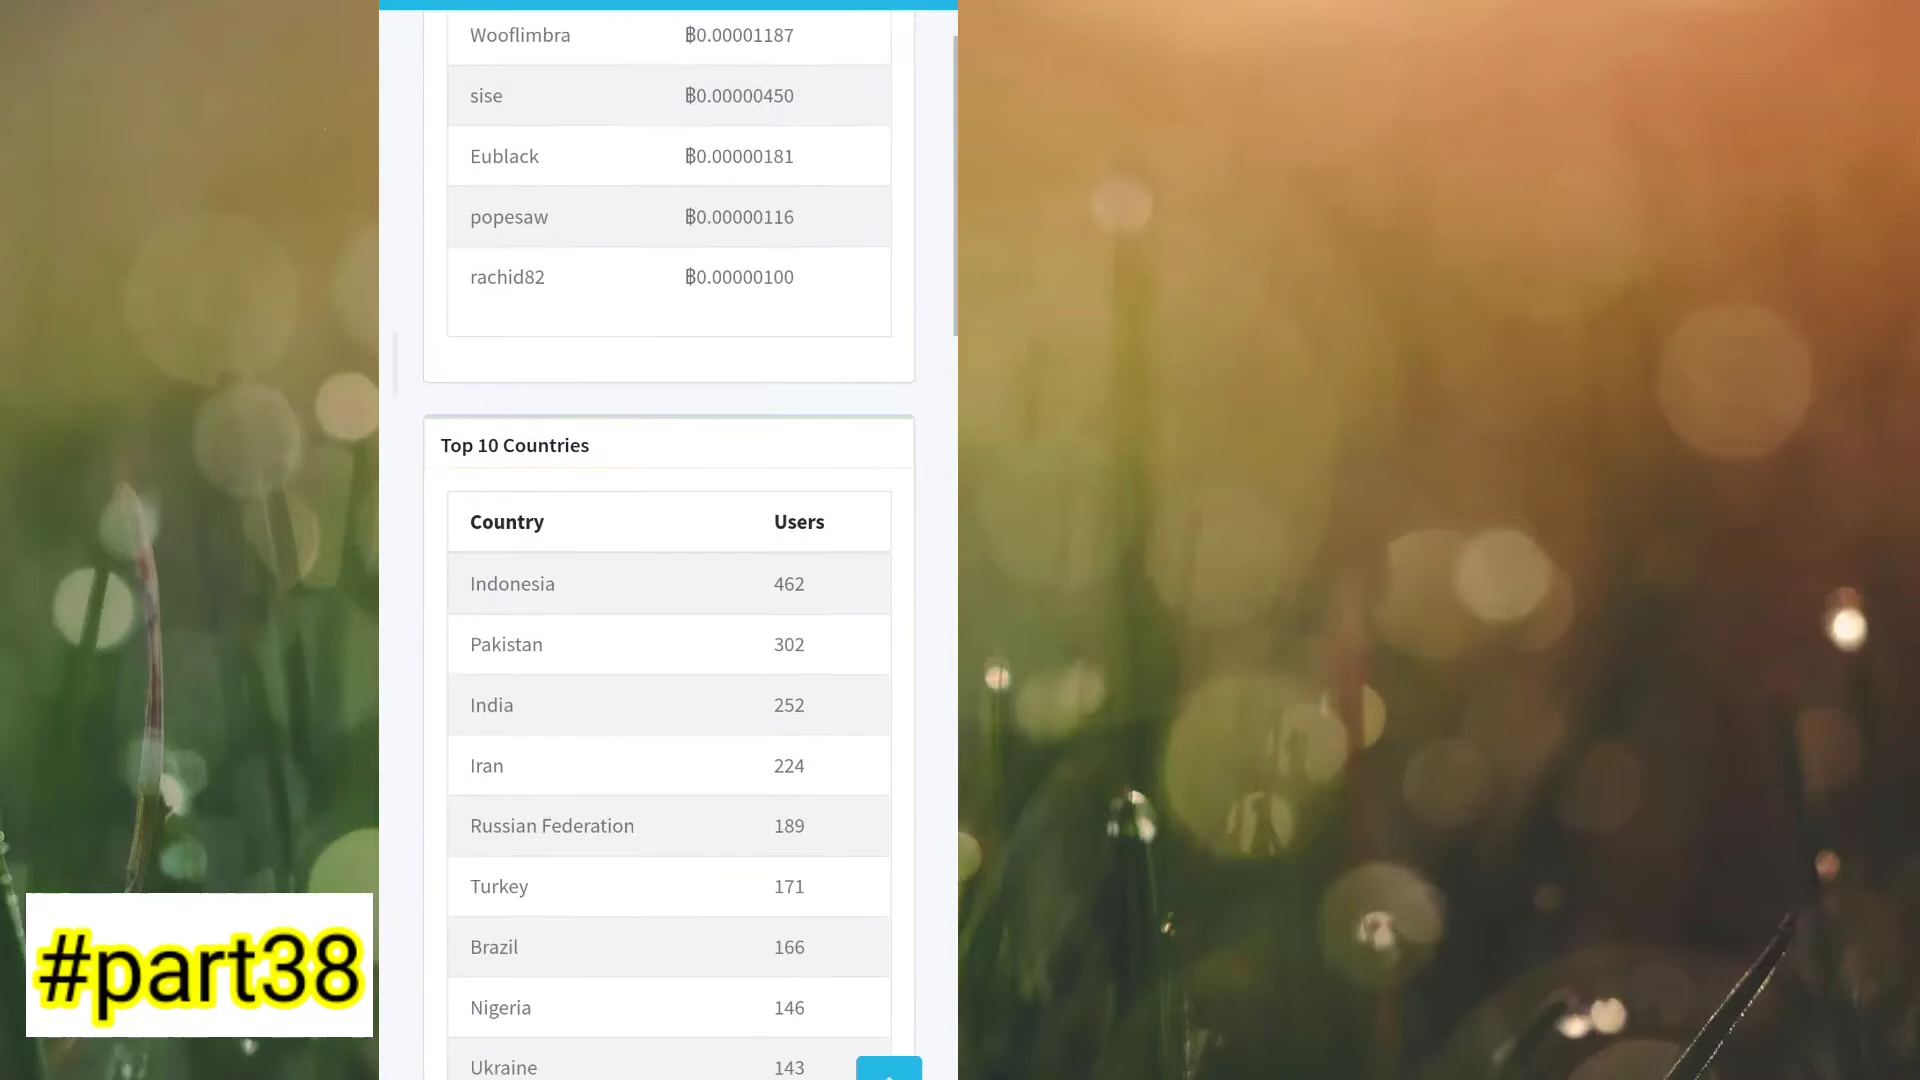 Wooflimbra ฿0.00001187
sise ฿0.00000450
Eublack ฿0.00000181
popesaw ฿0.00000116
rachid82 ฿0.00000100
Top 10 Countries
Country Users
Indonesia 462
Pakistan 302
India 252
Iran 224
Russian Federation 189
Turkey 171
Brazil 166
Nigeria 146
Ukraine 143
#part38